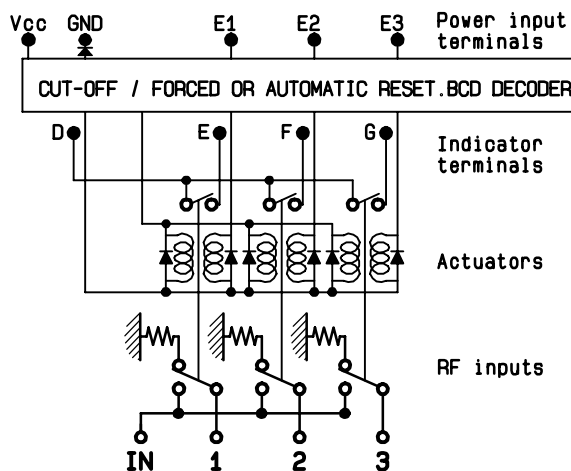 Vcc GND E1 E2 E3 Power input
terminals
CUT-OFF / FORCED OR AUTOMATIC RESET.BCD DECODER
D E F G Indicator
terminals
Actuators
RF inputs
IN 1 2 3